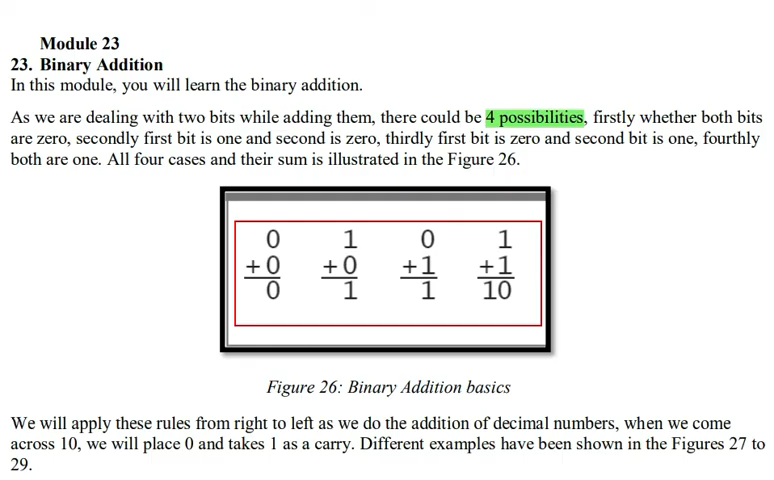 Module 23
23. Binary Addition
In this module, you will learn the binary addition.
As we are dealing with two bits while adding them, there could be 4 possibilities, firstly whether both bits
are zero, secondly first bit is one and second is zero, thirdly first bit is zero and second bit is one, fourthly
both are one. All four cases and their sum is illustrated in the Figure 26.
0 1 0 1
+0 +0 +1 +1
0 1 1 10
Figure 26: Binary Addition basics
We will apply these rules from right to left as we do the addition of decimal numbers, when we come
across 10, we will place 0 and takes 1 as a carry. Different examples have been shown in the Figures 27 to
29.